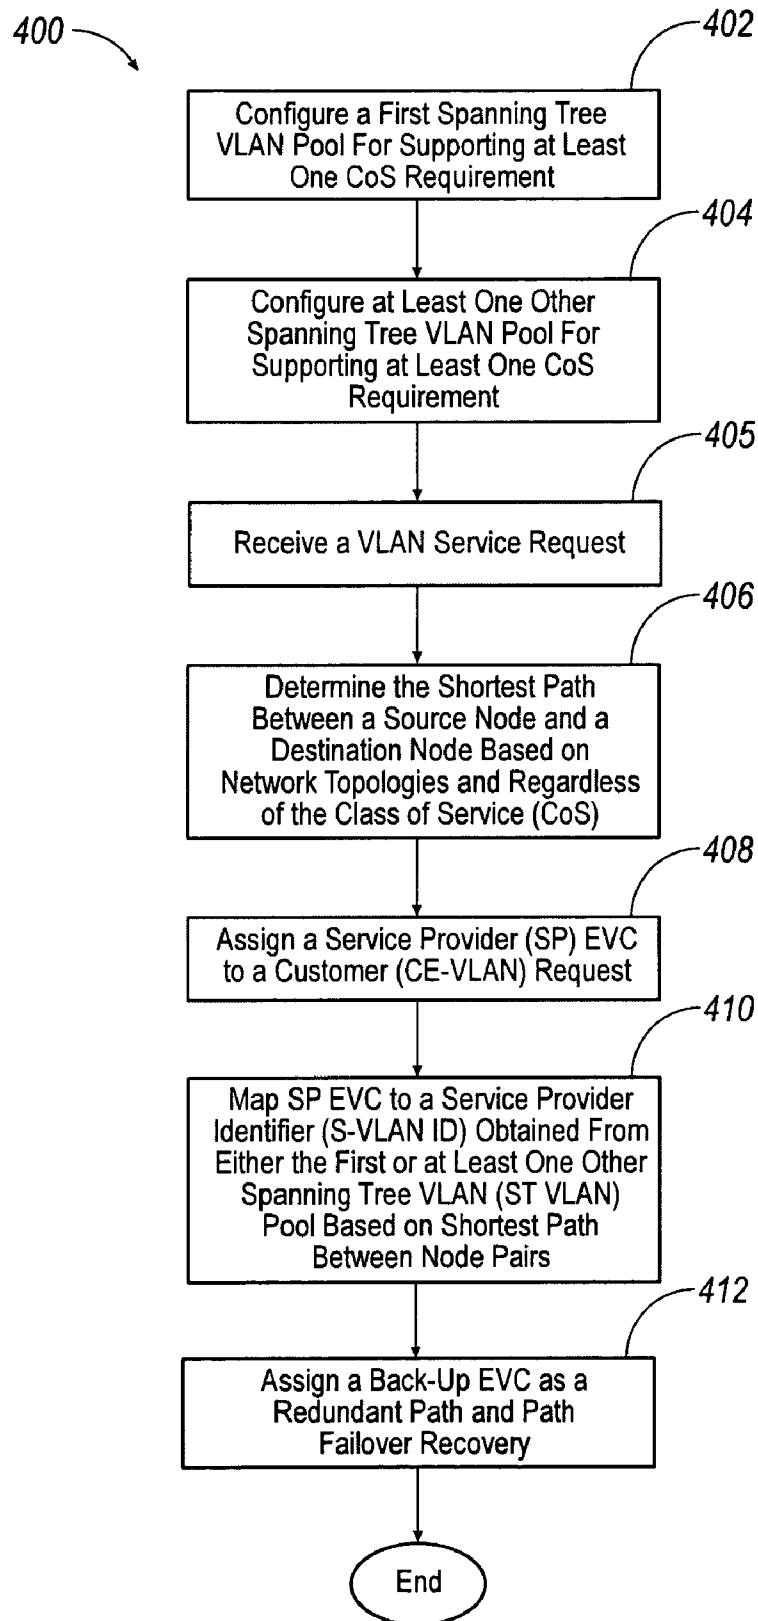 400
402
Configure a First Spanning Tree
VLAN Pool For Supporting at Least
One CoS Requirement
404
Configure at Least One Other
Spanning Tree VLAN Pool For
Supporting at Least One CoS
Requirement
405
Receive a VLAN Service Request
406
Determine the Shortest Path
Between a Source Node and a
Destination Node Based on
Network Topologies and Regardless
of the Class of Service (CoS)
408
Assign a Service Provider (SP) EVC
to a Customer (CE-VLAN) Request
410
Map SP EVC to a Service Provider
Identifier (S-VLAN ID) Obtained From
Either the First or at Least One Other
Spanning Tree VLAN (ST VLAN)
Pool Based on Shortest Path
Between Node Pairs
412
Assign a Back-Up EVC as a
Redundant Path and Path
Failover Recovery
End